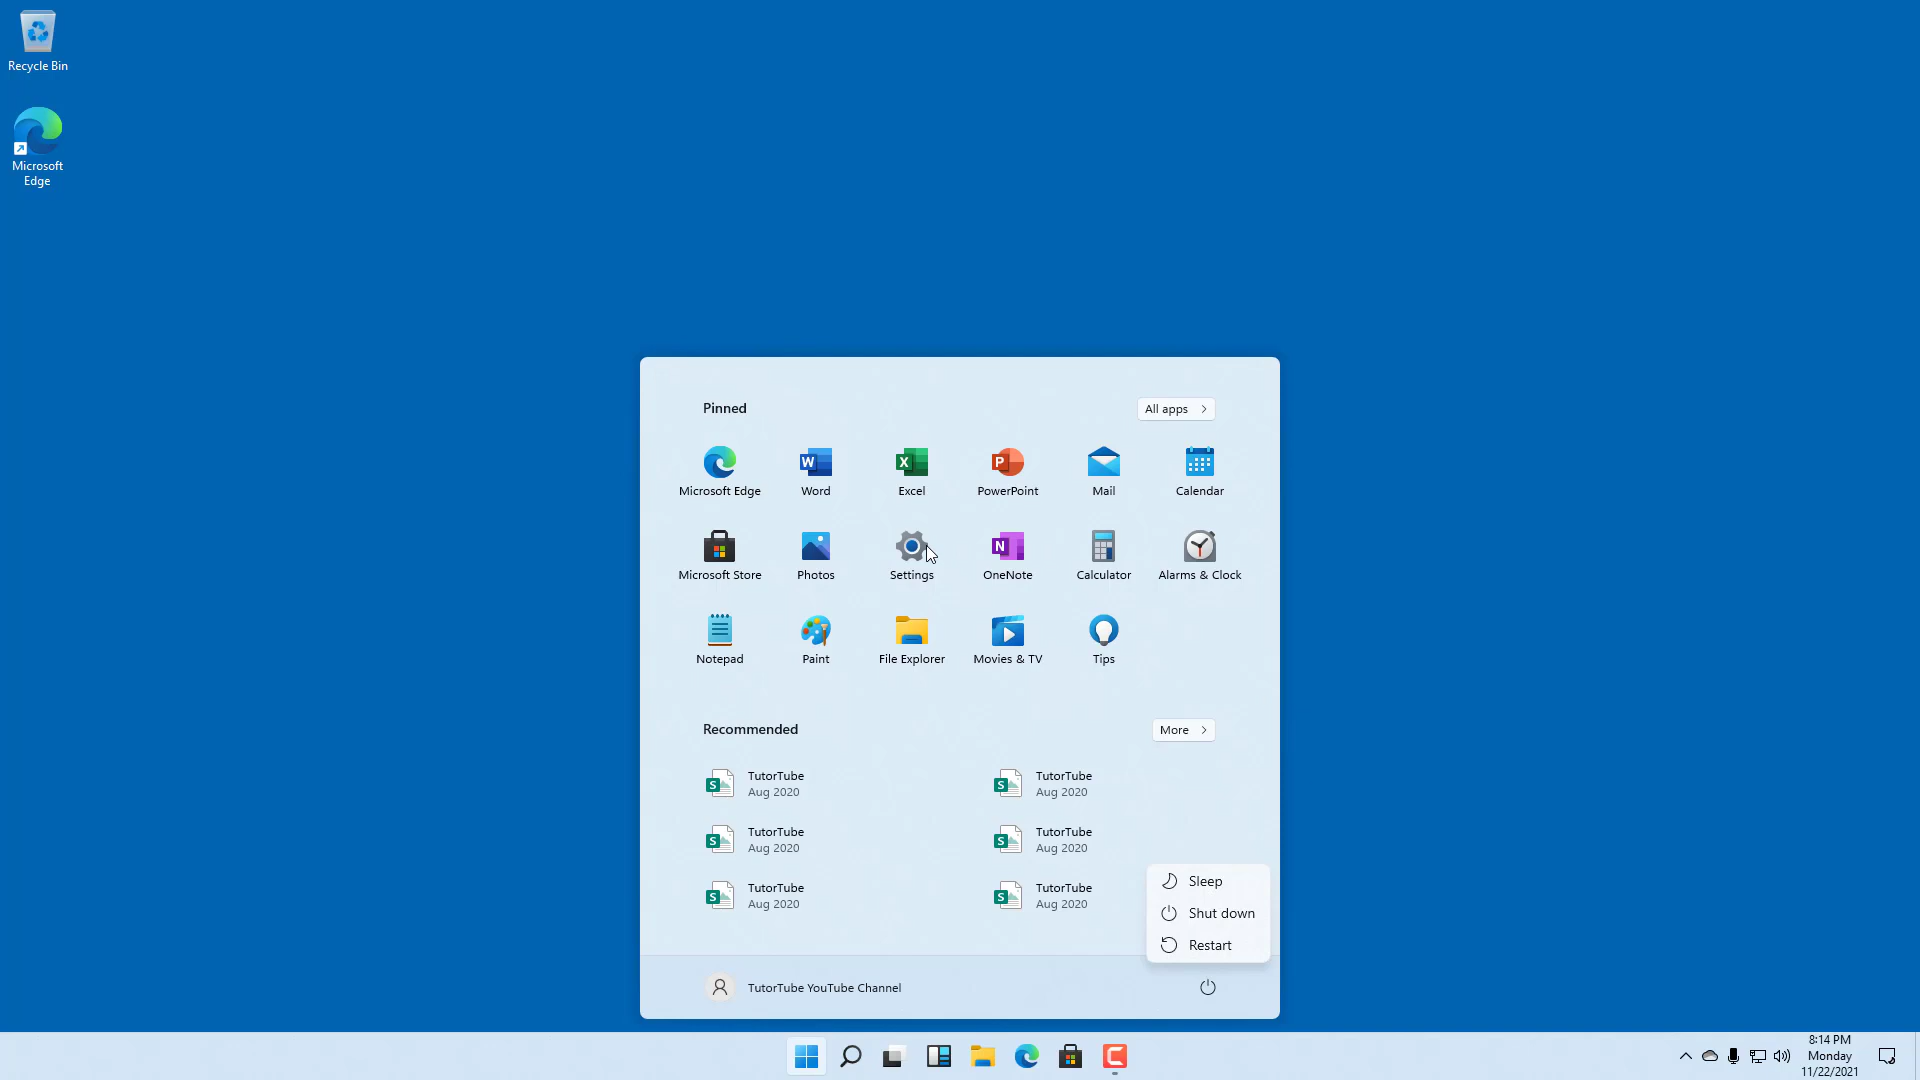 Recycle Bin
Microsoft
Edge
Pinned
All apps
Microsoft Edge
Word
Excel
PowerPoint
Mail
Calendar
Microsoft Store
Photos
Settings
OneNote
Calculator
Alarms & Clock
Notepad
Paint
File Explorer
Movies & TV
Tips
Recommended
More
TutorTube
Aug 2020
TutorTube
Aug 2020
TutorTube
Aug 2020
TutorTube
Aug 2020
TutorTube
Aug 2020
TutorTube
Aug 2020
Sleep
Shut down
Restart
TutorTube YouTube Channel
8:14 PM
Monday
11/22/2021